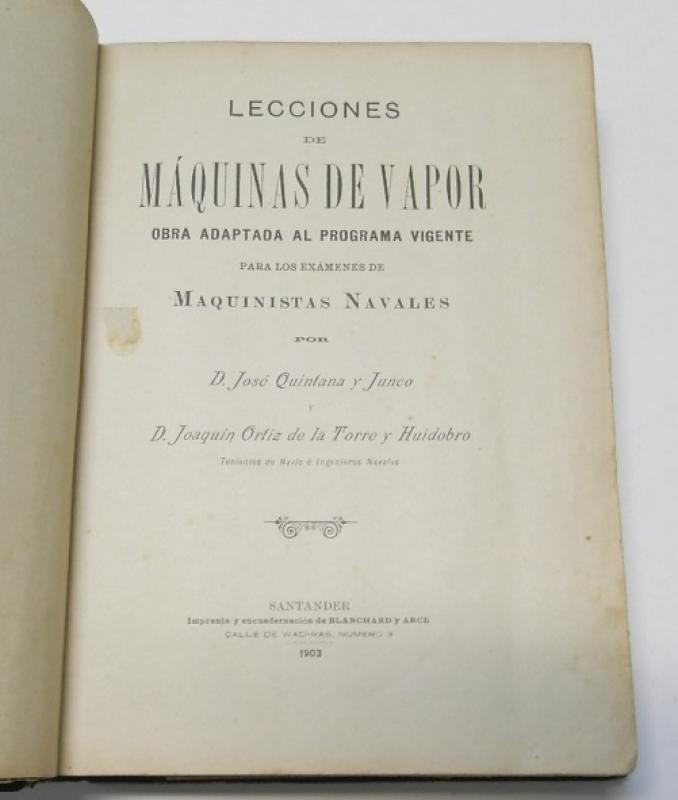 LECCIONES
DE
MÁQUINAS DE VAPOR
OBRA ADAPTADA AL PROGRAMA VIGENTE
PARA LOS EXÁMENES DE
MAQUINISTAS NAVALES
POR
D. José Quintana y Junco
Y
D. Joaquín Ortiz de la Torre y Huidobro
Tenientes de Navío é Ingenieros Navales
SANTANDER
Imprenta y encuadernación de BLANCHARD y ARCE
CALLE DE WAD-RAS, NÚMERO 3
1903